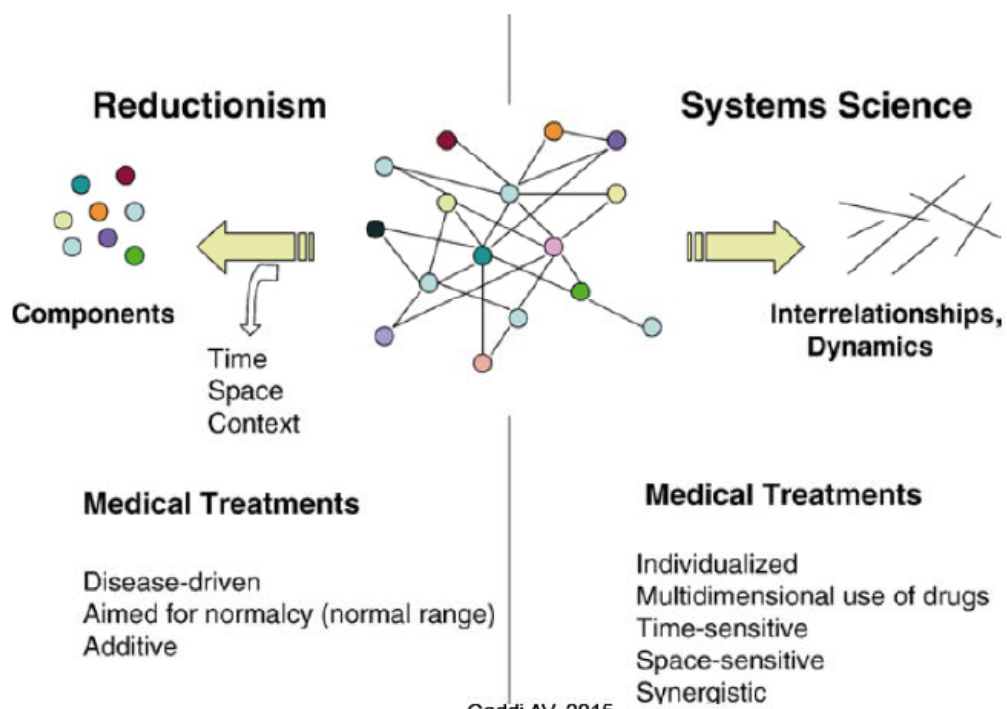 Reductionism
Components
Time
Space
Context
Medical Treatments
Disease-driven
Aimed for normalcy (normal range)
Additive
Systems Science
Interrelationships,
Dynamics
Medical Treatments
Individualized
Multidimensional use of drugs
Time-sensitive
Space-sensitive
Synergistic